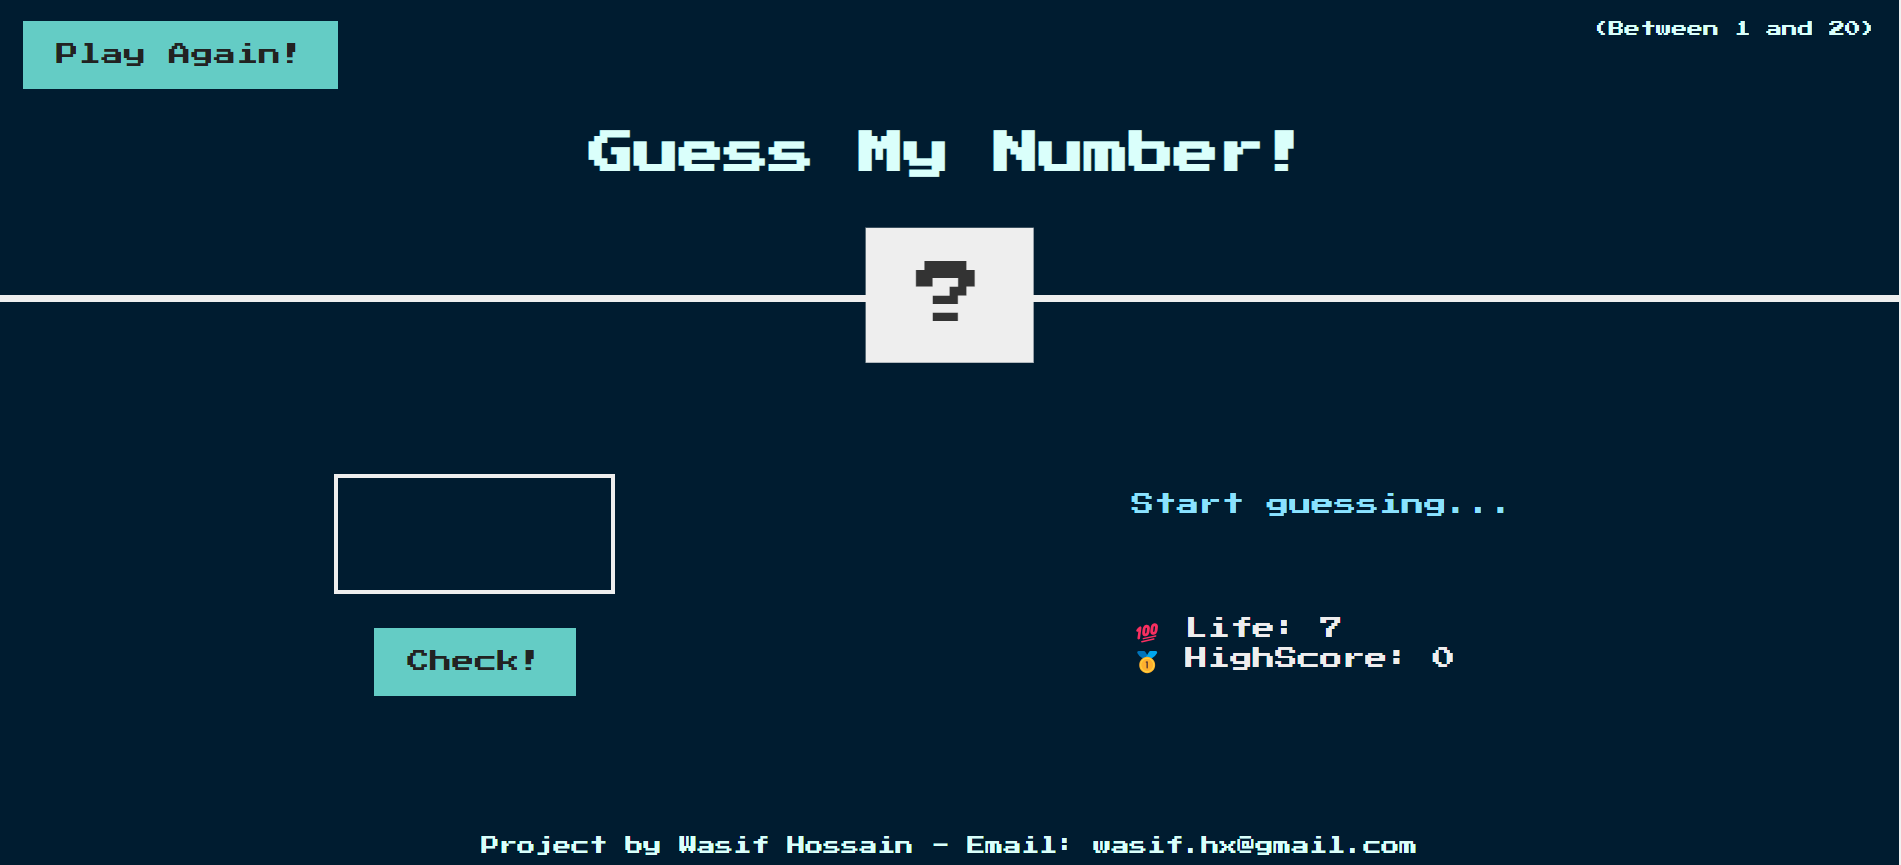 Play Again!
(Between 1 and 20)
Guess My Number!
?
Start guessing...
Check!
💯 Life: 7
🥇 HighScore: 0
Project by Wasif Hossain - Email: wasif.hx@gmail.com